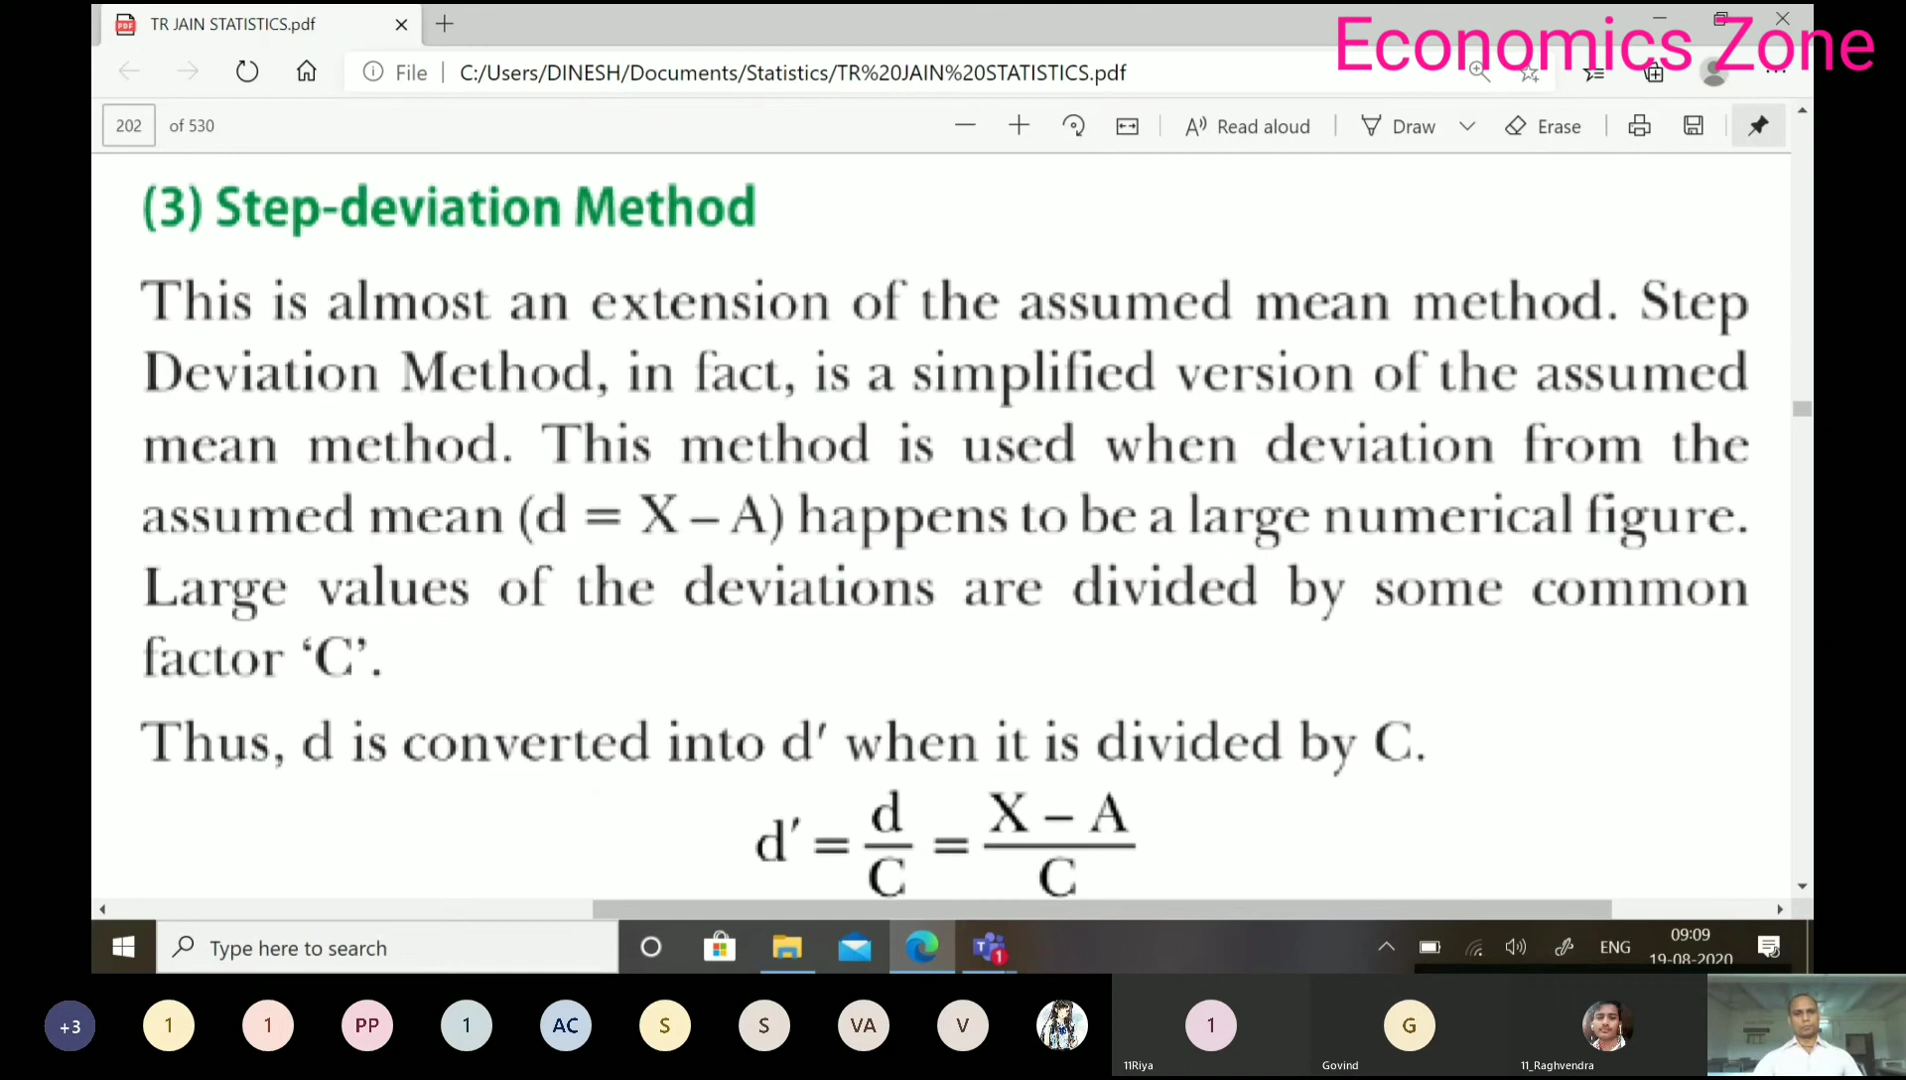 TR JAIN STATISTICS.pdf
Economics Zone
File C:/Users/DINESH/Documents/Statistics/TR%20JAIN%20STATISTICS.pdf
202 of 530 Read aloud Draw Erase
(3) Step-deviation Method
This is almost an extension of the assumed mean method. Step
Deviation Method, in fact, is a simplified version of the assumed
mean method. This method is used when deviation from the
assumed mean (d = X – A) happens to be a large numerical figure.
Large values of the deviations are divided by some common
factor ‘C’.
Thus, d is converted into d′ when it is divided by C.
d′ = d/C = X – A/C
Type here to search
ENG
09:09
19-08-2020
+3 1 1 PP 1 AC S S VA V 1 G
11Riya Govind 11_Raghvendra